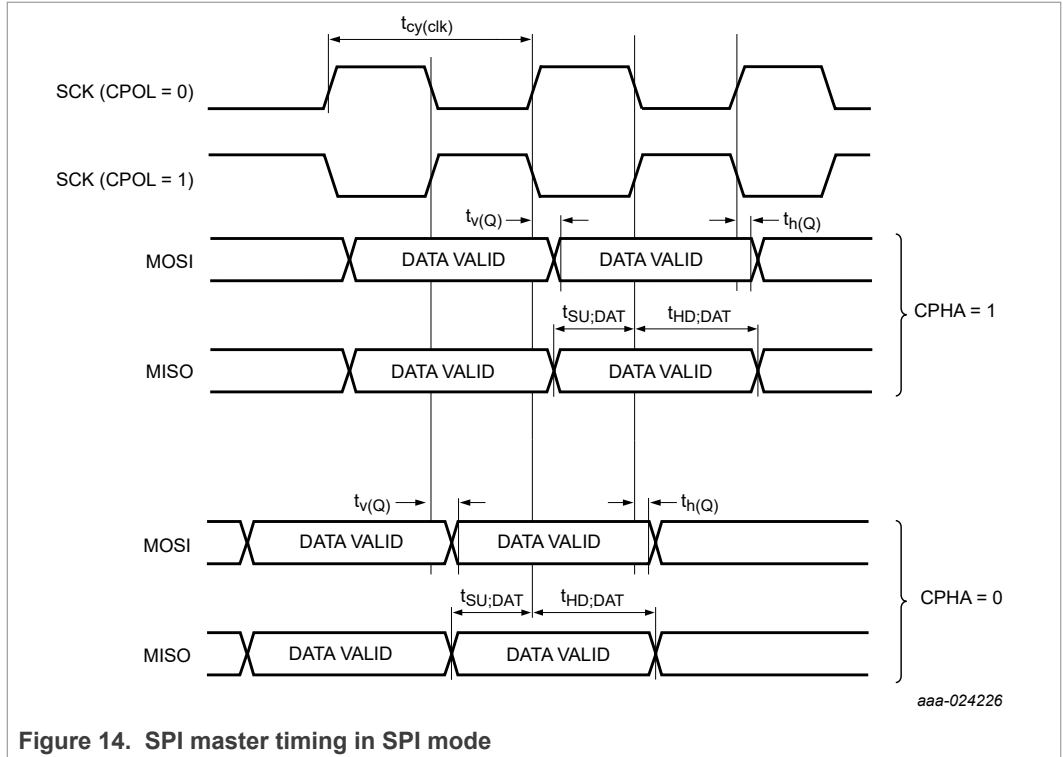 tcy(clk)
SCK (CPOL = 0)
SCK (CPOL = 1)
tv(Q)
th(Q)
MOSI
DATA VALID
DATA VALID
tSU;DAT
tHD;DAT
CPHA = 1
MISO
DATA VALID
DATA VALID
tv(Q)
th(Q)
MOSI
DATA VALID
DATA VALID
tSU;DAT
tHD;DAT
CPHA = 0
MISO
DATA VALID
DATA VALID
aaa-024226
Figure 14. SPI master timing in SPI mode